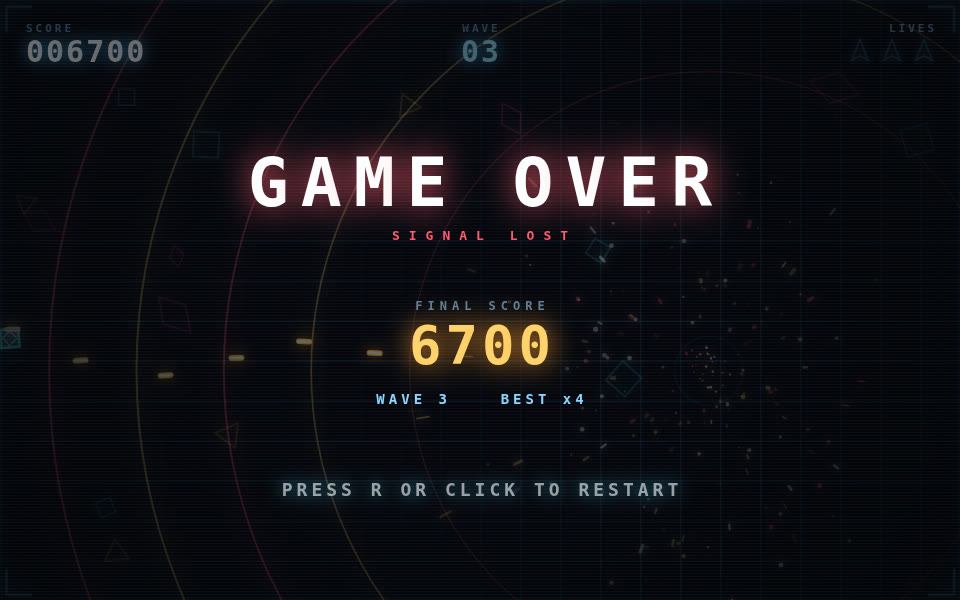 SCORE
006700
WAVE
03
LIVES
GAME OVER
SIGNAL LOST
FINAL SCORE
6700
WAVE 3 BEST x4
PRESS R OR CLICK TO RESTART